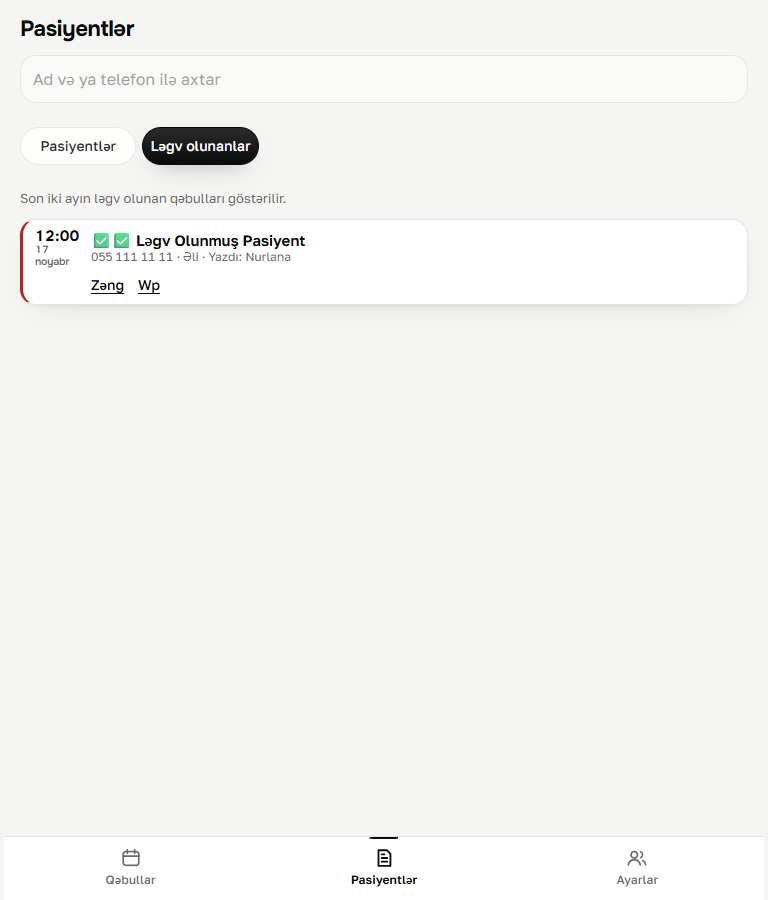 Pasiyentlər
Ad və ya telefon ilə axtar
Pasiyentlər
Ləgv olunanlar
Son iki ayın ləgv olunan qəbulları göstərilir.
12:00
17
noyabr
✅ ✅ Ləgv Olunmuş Pasiyent
055 111 11 11 · Əli · Yazdı: Nurlana
Zəng Wp
Qəbullar
Pasiyentlər
Ayarlar